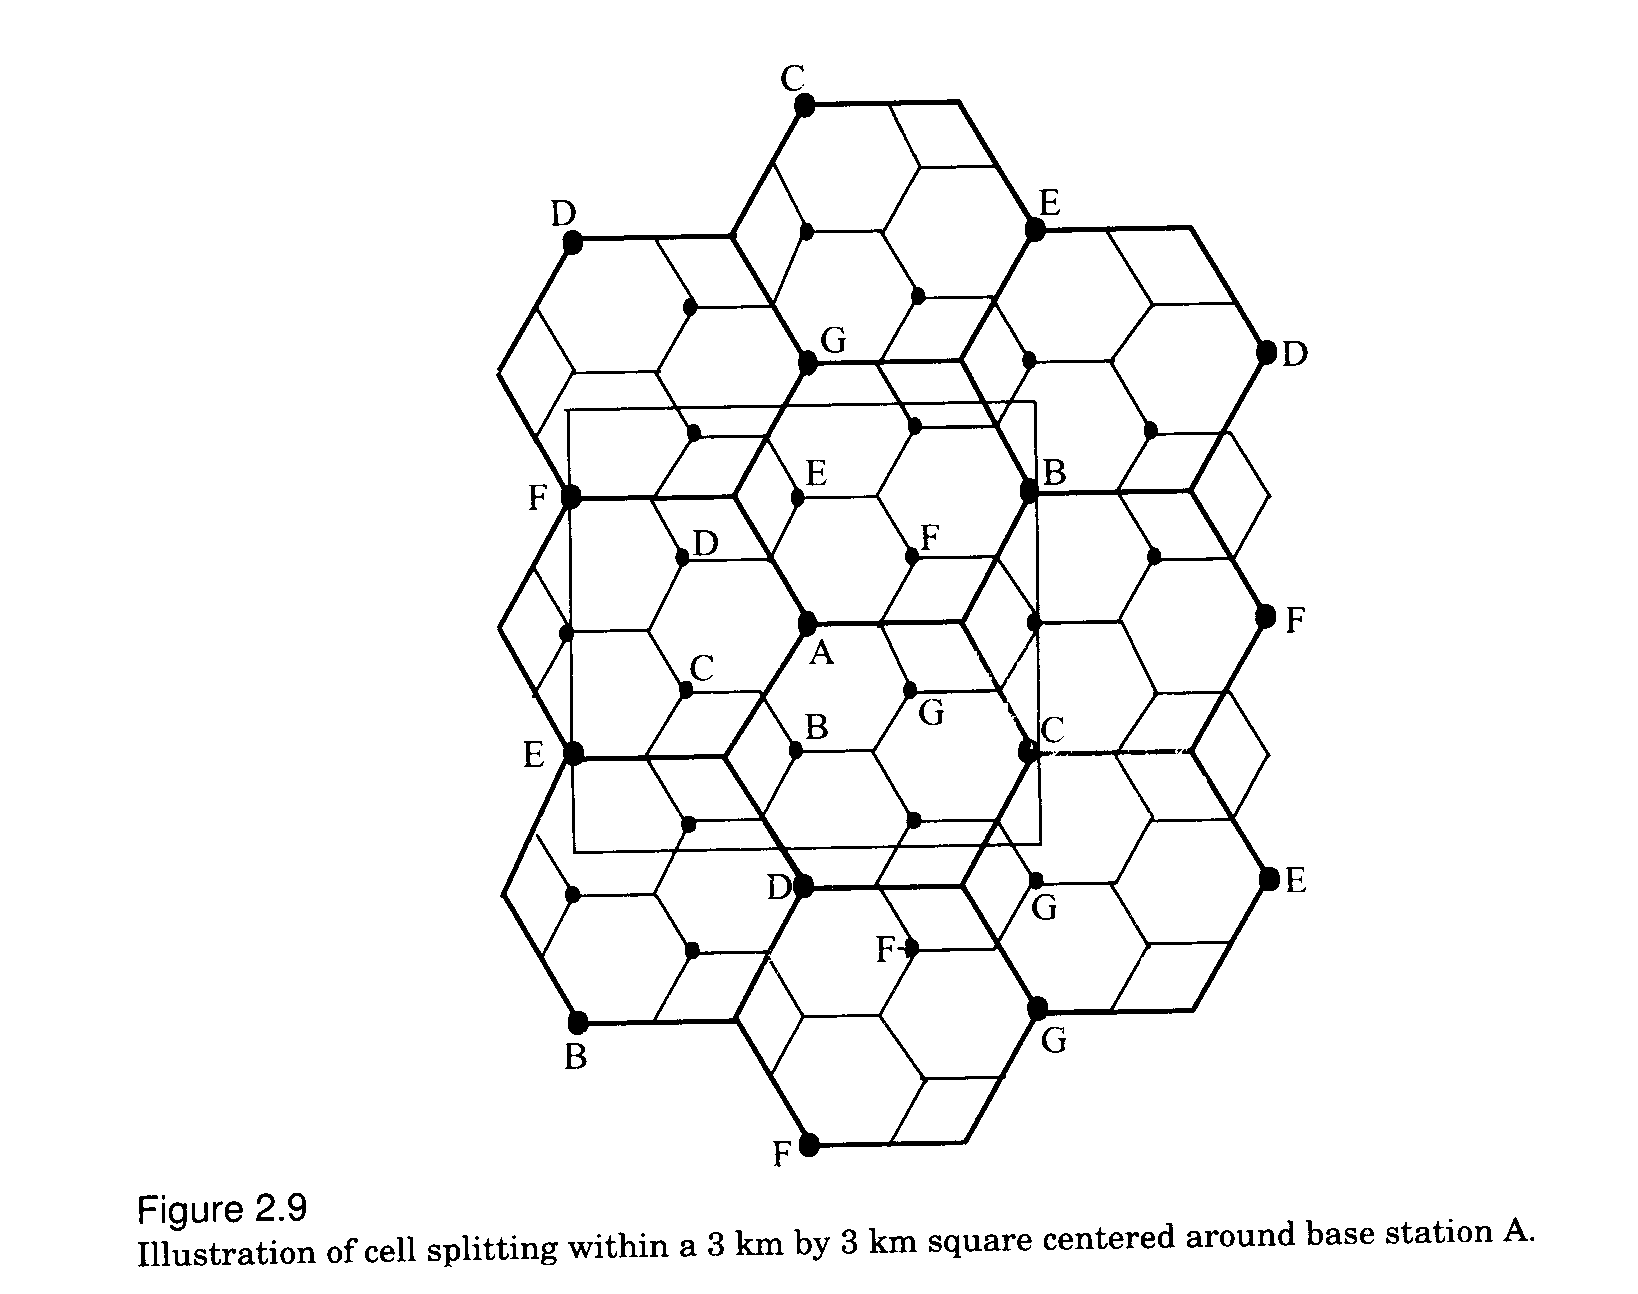 C
D
E
G
D
F
E
B
D
F
A
F
C
G
B
C
E
D
G
E
F
B
G
F
Figure 2.9
Illustration of cell splitting within a 3 km by 3 km square centered around base station A.